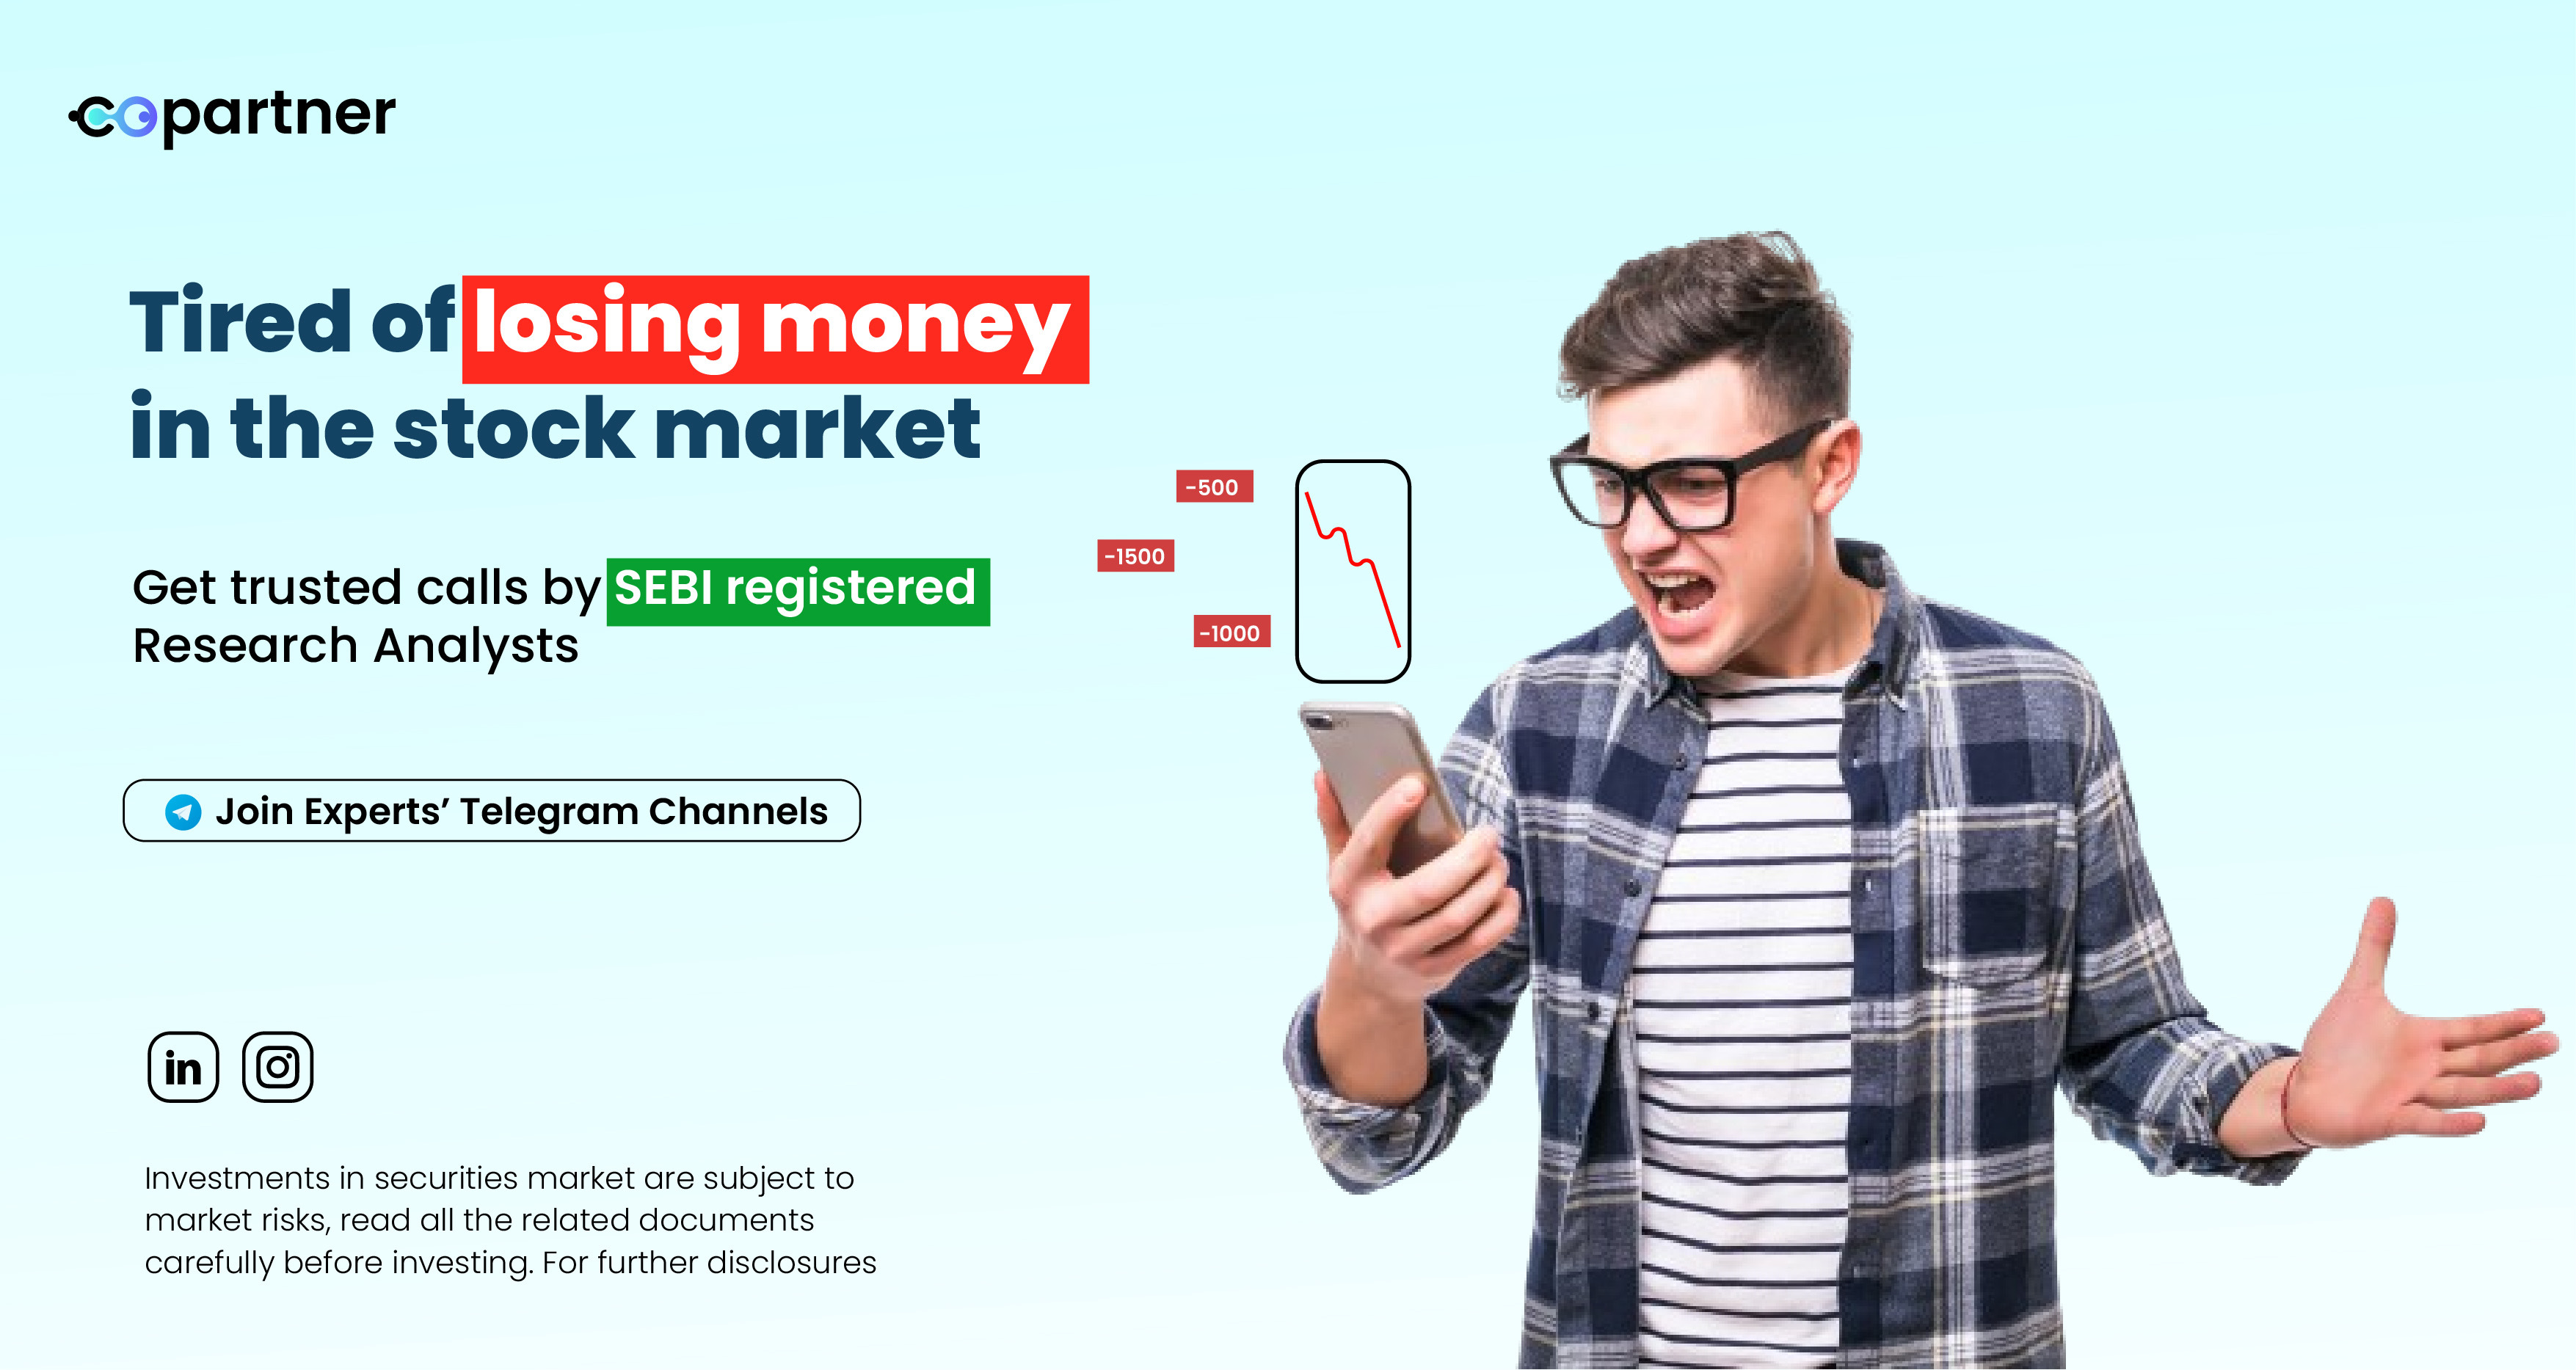 copartner
Tired of losing money
in the stock market
-500
-1500
-1000
Get trusted calls by SEBI registered
Research Analysts
Join Experts’ Telegram Channels
in
Investments in securities market are subject to
market risks, read all the related documents
carefully before investing. For further disclosures